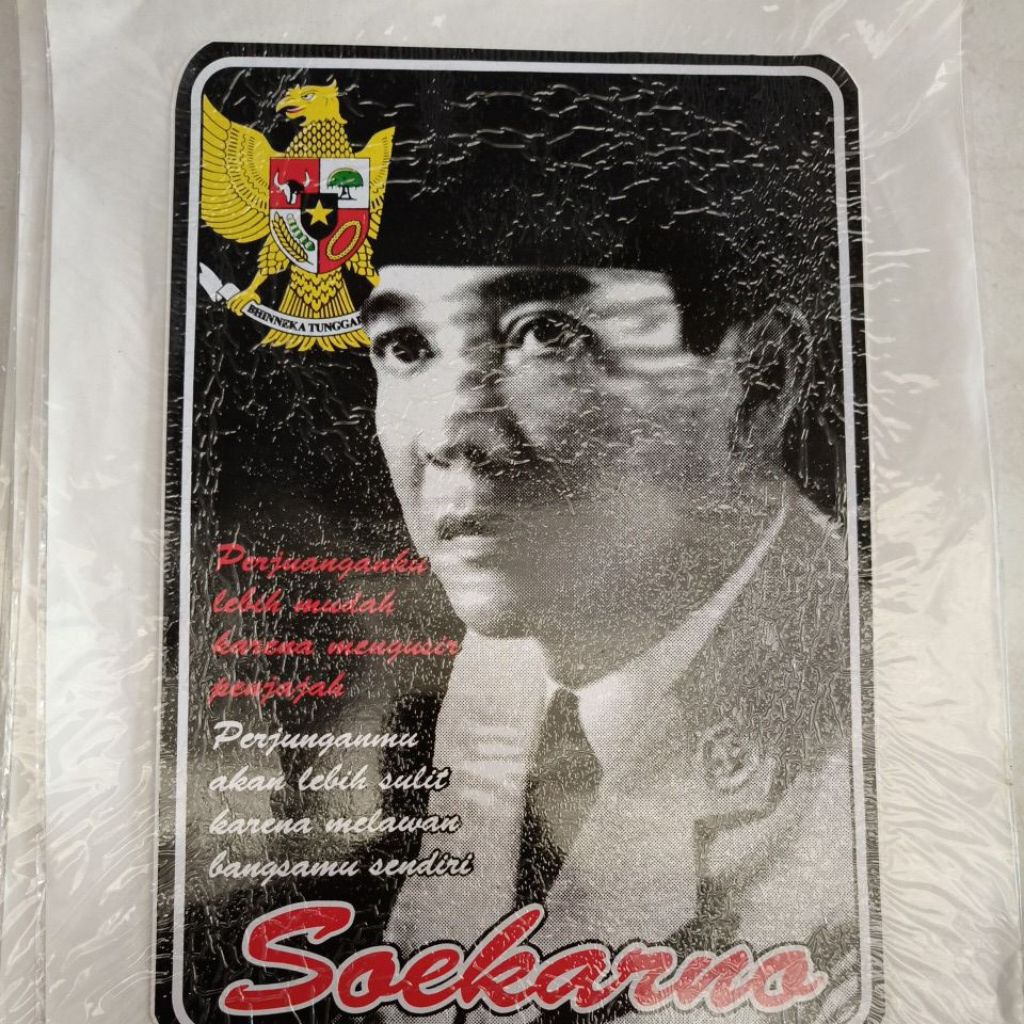 BHINNEKA TUNGGAL
Perjuanganku
lebih mudah
karena mengusir
penjajah
Perjunganmu
akan lebih sulit
karena melawan
bangsamu sendiri
Soekarno